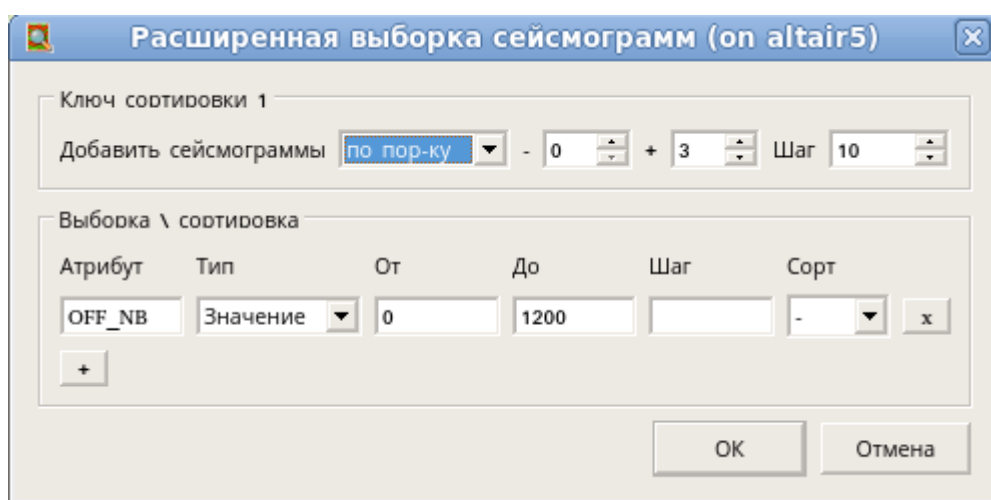 Расширенная выборка сейсмограмм (on altair5)
Ключ сортировки 1
Добавить сейсмограммы по пор-ку - 0 + 3 Шаг 10
Выборка \ сортировка
Атрибут Тип От До Шаг Сорт
OFF_NB Значение 0 1200 - x
+
OK Отмена